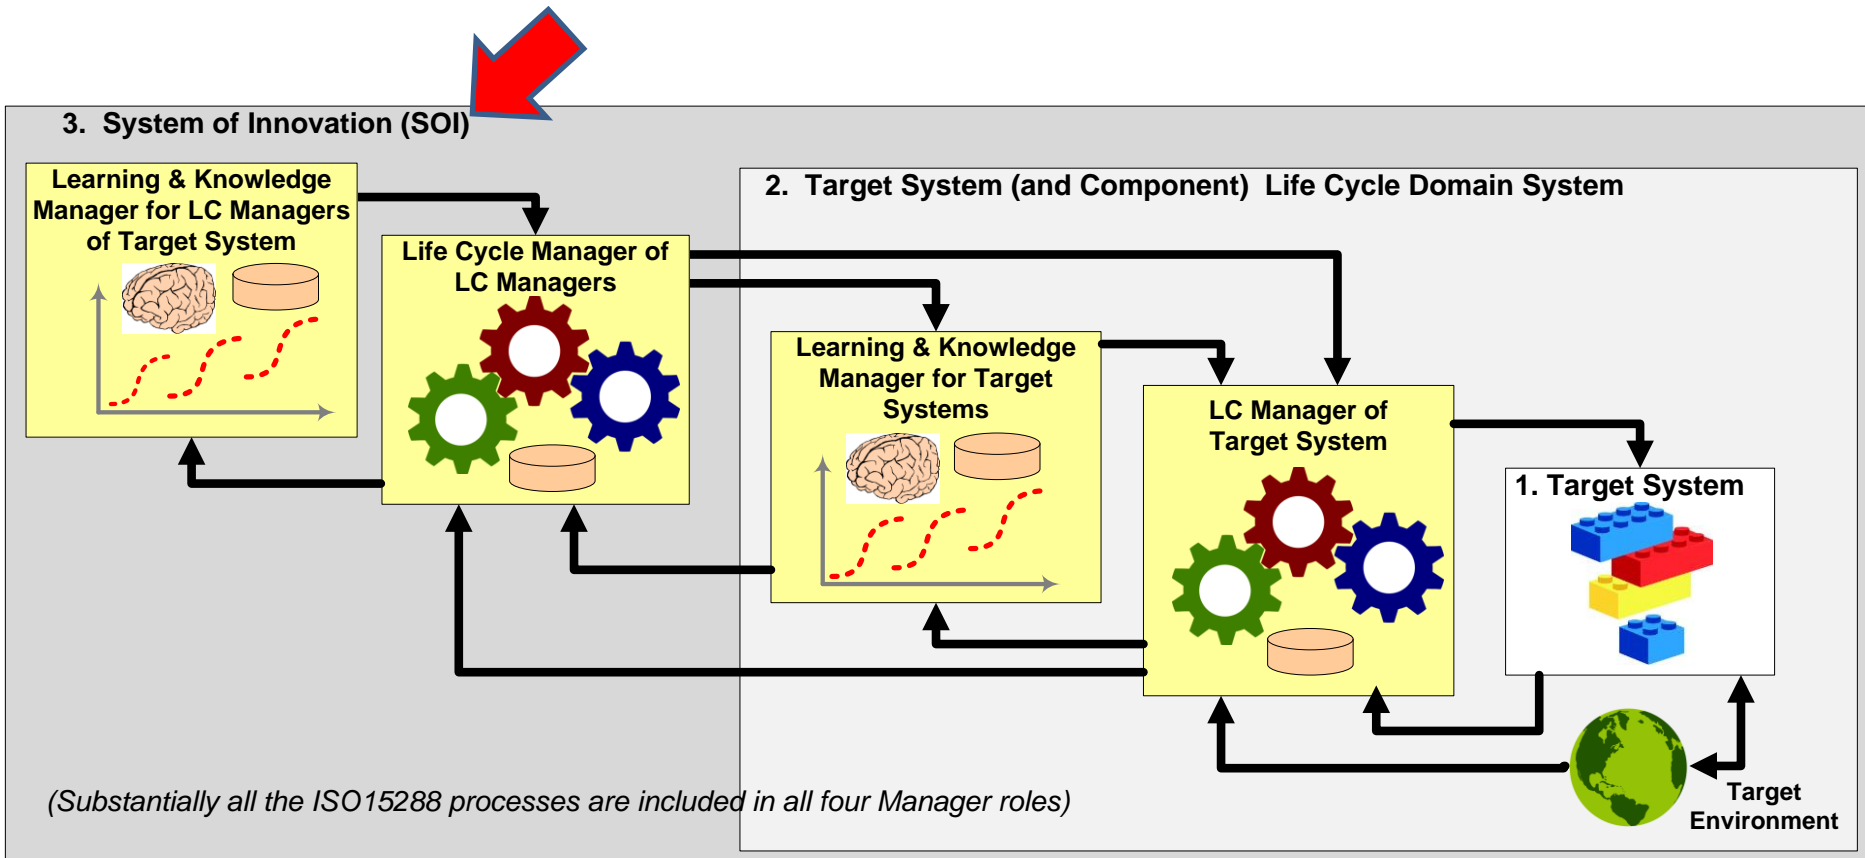 3. System of Innovation (SOI)
Learning & Knowledge
Manager for LC Managers
of Target System
2. Target System (and Component) Life Cycle Domain System
Life Cycle Manager of
LC Managers
Learning & Knowledge
Manager for Target
Systems
LC Manager of
Target System
1. Target System
Target
Environment
(Substantially all the ISO15288 processes are included in all four Manager roles)